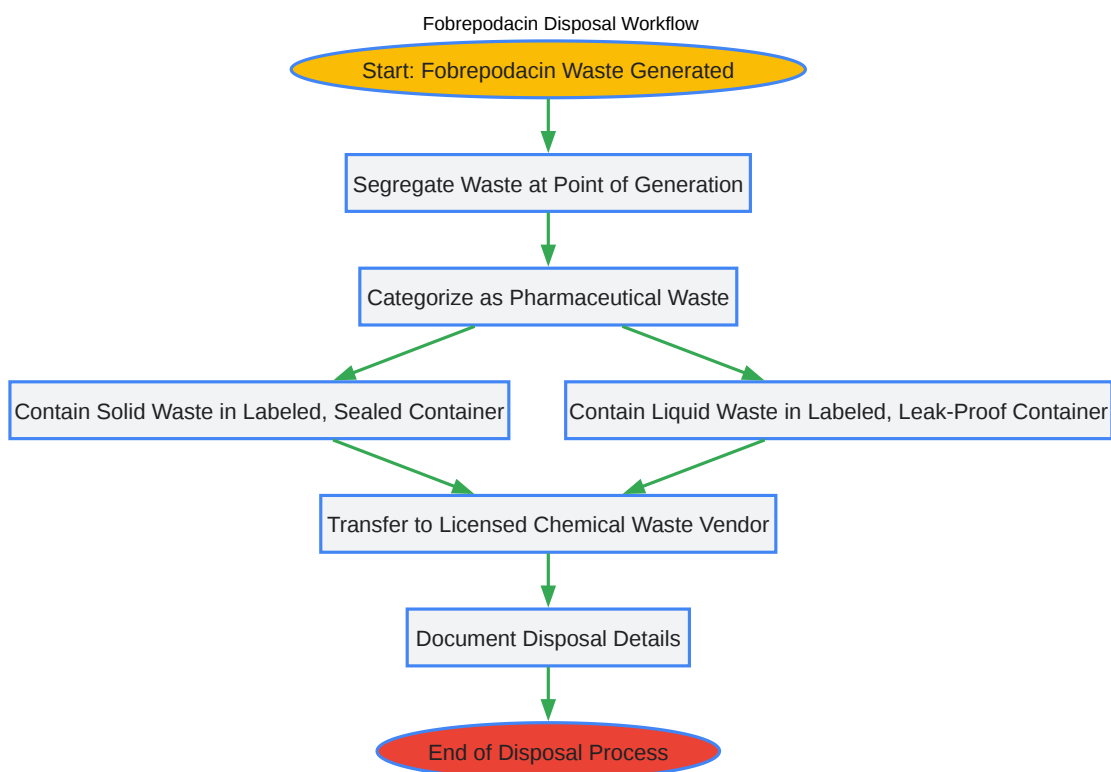 Fobrepodacin Disposal Workflow
Start: Fobrepodacin Waste Generated
Segregate Waste at Point of Generation
Categorize as Pharmaceutical Waste
Contain Solid Waste in Labeled, Sealed Container
Contain Liquid Waste in Labeled, Leak-Proof Container
Transfer to Licensed Chemical Waste Vendor
Document Disposal Details
End of Disposal Process